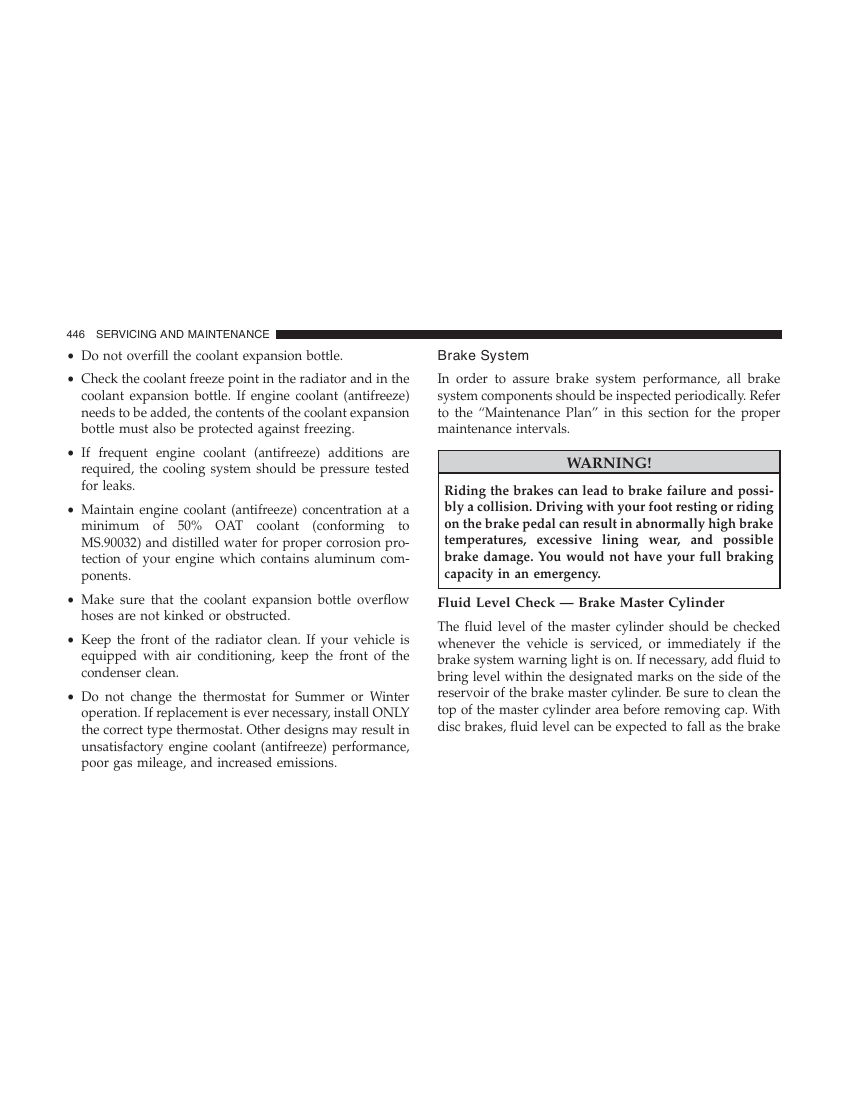 446 SERVICING AND MAINTENANCE
• Do not overfill the coolant expansion bottle.
• Check the coolant freeze point in the radiator and in the
coolant expansion bottle. If engine coolant (antifreeze)
needs to be added, the contents of the coolant expansion
bottle must also be protected against freezing.
• If frequent engine coolant (antifreeze) additions are
required, the cooling system should be pressure tested
for leaks.
• Maintain engine coolant (antifreeze) concentration at a
minimum of 50% OAT coolant (conforming to
MS.90032) and distilled water for proper corrosion pro-
tection of your engine which contains aluminum com-
ponents.
• Make sure that the coolant expansion bottle overflow
hoses are not kinked or obstructed.
• Keep the front of the radiator clean. If your vehicle is
equipped with air conditioning, keep the front of the
condenser clean.
• Do not change the thermostat for Summer or Winter
operation. If replacement is ever necessary, install ONLY
the correct type thermostat. Other designs may result in
unsatisfactory engine coolant (antifreeze) performance,
poor gas mileage, and increased emissions.
Brake System
In order to assure brake system performance, all brake
system components should be inspected periodically. Refer
to the “Maintenance Plan” in this section for the proper
maintenance intervals.
WARNING!
Riding the brakes can lead to brake failure and possi-
bly a collision. Driving with your foot resting or riding
on the brake pedal can result in abnormally high brake
temperatures, excessive lining wear, and possible
brake damage. You would not have your full braking
capacity in an emergency.
Fluid Level Check — Brake Master Cylinder
The fluid level of the master cylinder should be checked
whenever the vehicle is serviced, or immediately if the
brake system warning light is on. If necessary, add fluid to
bring level within the designated marks on the side of the
reservoir of the brake master cylinder. Be sure to clean the
top of the master cylinder area before removing cap. With
disc brakes, fluid level can be expected to fall as the brake